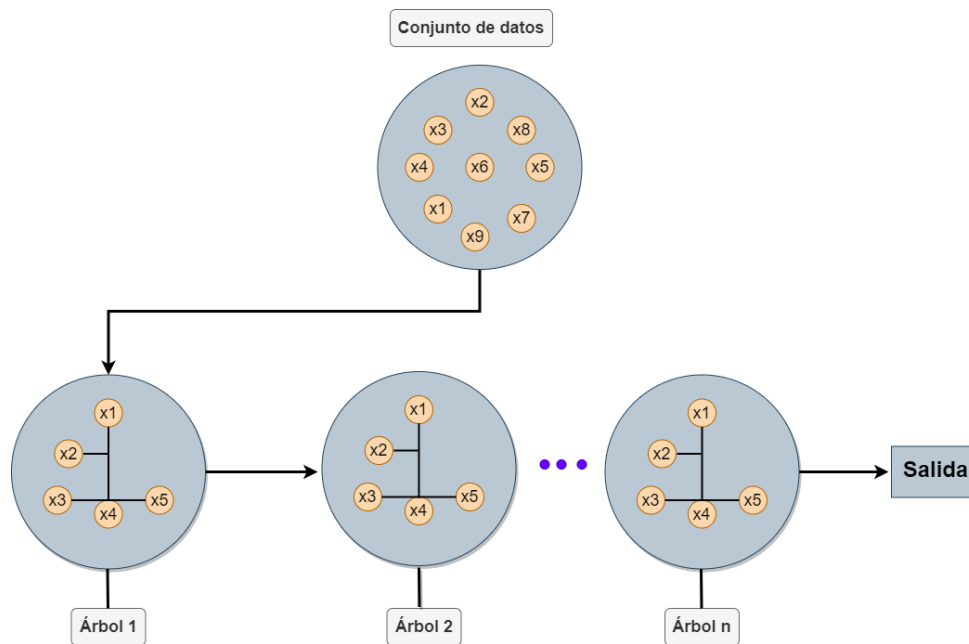 Conjunto de datos
x2
x3
x8
x4
x6
x5
x1
x7
x9
x1
x2
x3
x5
x4
Árbol 1
x1
x2
x3
x5
x4
Árbol 2
x1
x2
x3
x5
x4
Árbol n
Salida